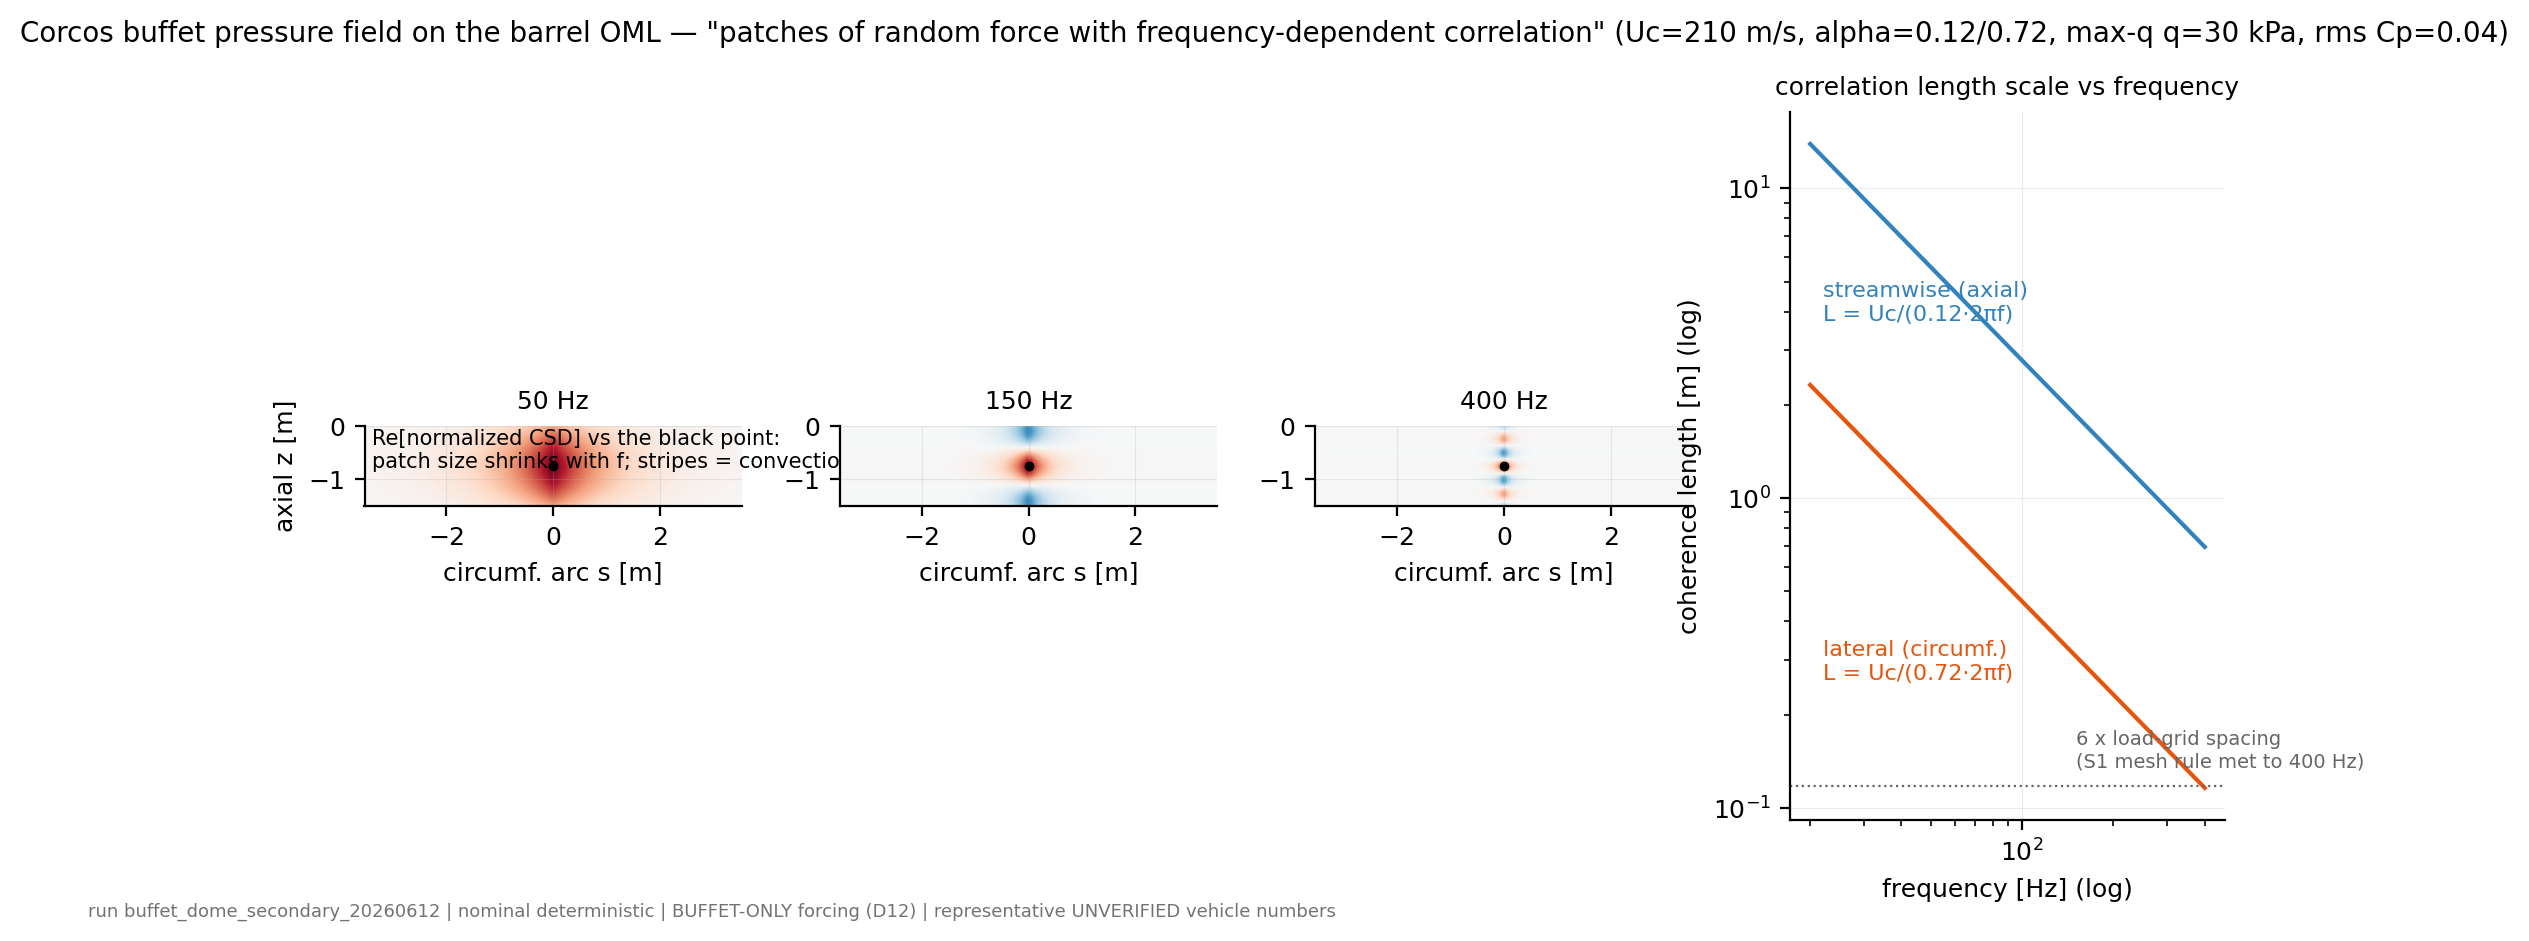 Corcos buffet pressure field on the barrel OML — "patches of random force with frequency-dependent correlation" (Uc=210 m/s, alpha=0.12/0.72, max-q q=30 kPa, rms Cp=0.04)
50 Hz
axial z [m]
0
−1
Re[normalized CSD] vs the black point:
patch size shrinks with f; stripes = convectio
−2 0 2
circumf. arc s [m]
150 Hz
0
−1
−2 0 2
circumf. arc s [m]
400 Hz
0
−1
−2 0 2
circumf. arc s [m]
correlation length scale vs frequency
coherence length [m] (log)
10¹
10⁰
10⁻¹
streamwise (axial)
L = Uc/(0.12·2πf)
lateral (circumf.)
L = Uc/(0.72·2πf)
6 x load-grid spacing
(S1 mesh rule met to 400 Hz)
10²
frequency [Hz] (log)
run buffet_dome_secondary_20260612 | nominal deterministic | BUFFET-ONLY forcing (D12) | representative UNVERIFIED vehicle numbers